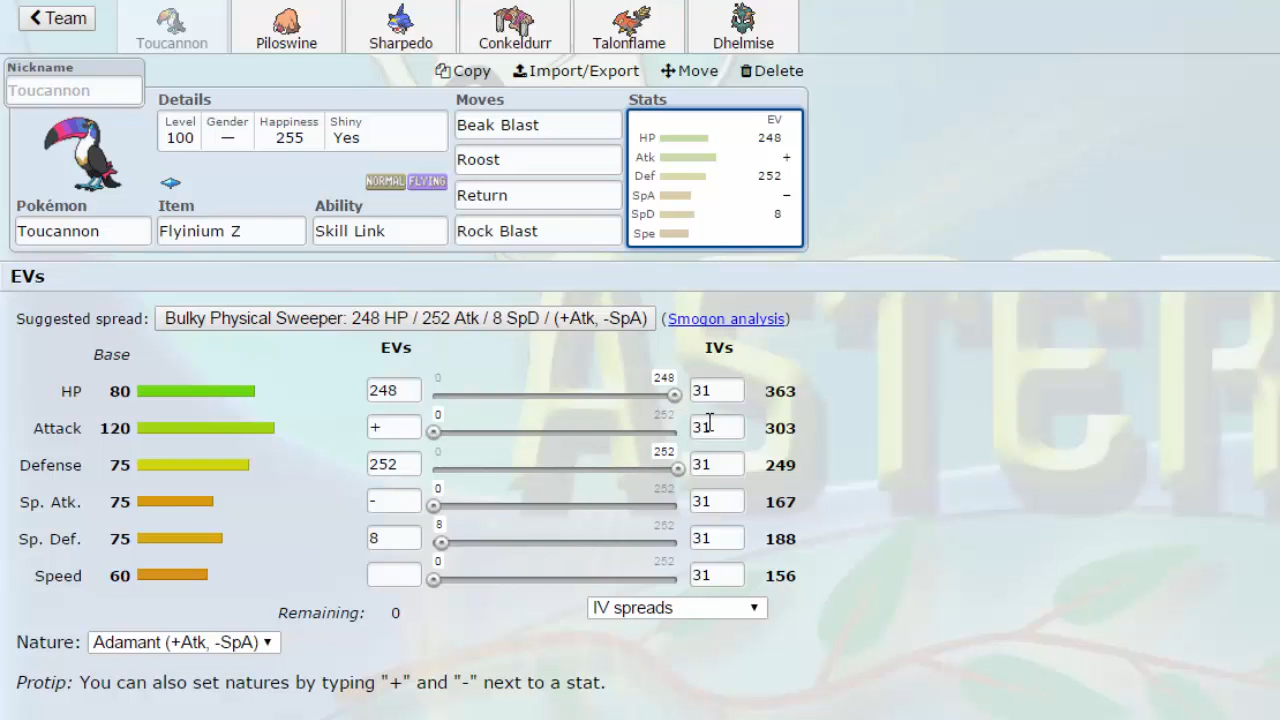 Team
Toucannon Piloswine Sharpedo Conkeldurr Talonflame Dhelmise
Nickname
Toucannon
Copy Import/Export Move Delete
Details
Level Gender Happiness Shiny
100 — 255 Yes
NORMAL FLYING
Pokémon Item Ability
Toucannon Flyinium Z Skill Link
Moves
Beak Blast
Roost
Return
Rock Blast
Stats
EV
HP 248
Atk +
Def 252
SpA −
SpD 8
Spe
EVs
Suggested spread: Bulky Physical Sweeper: 248 HP / 252 Atk / 8 SpD / (+Atk, -SpA) (Smogon analysis)
Base EVs IVs
0 248
HP 80 248 31 363
0 252
Attack 120 + 31 303
0 252
Defense 75 252 31 249
0 252
Sp. Atk. 75 - 31 167
8 252
Sp. Def. 75 8 31 188
0 252
Speed 60 31 156
Remaining: 0 IV spreads
Nature: Adamant (+Atk, -SpA)
Protip: You can also set natures by typing "+" and "-" next to a stat.
ASTER